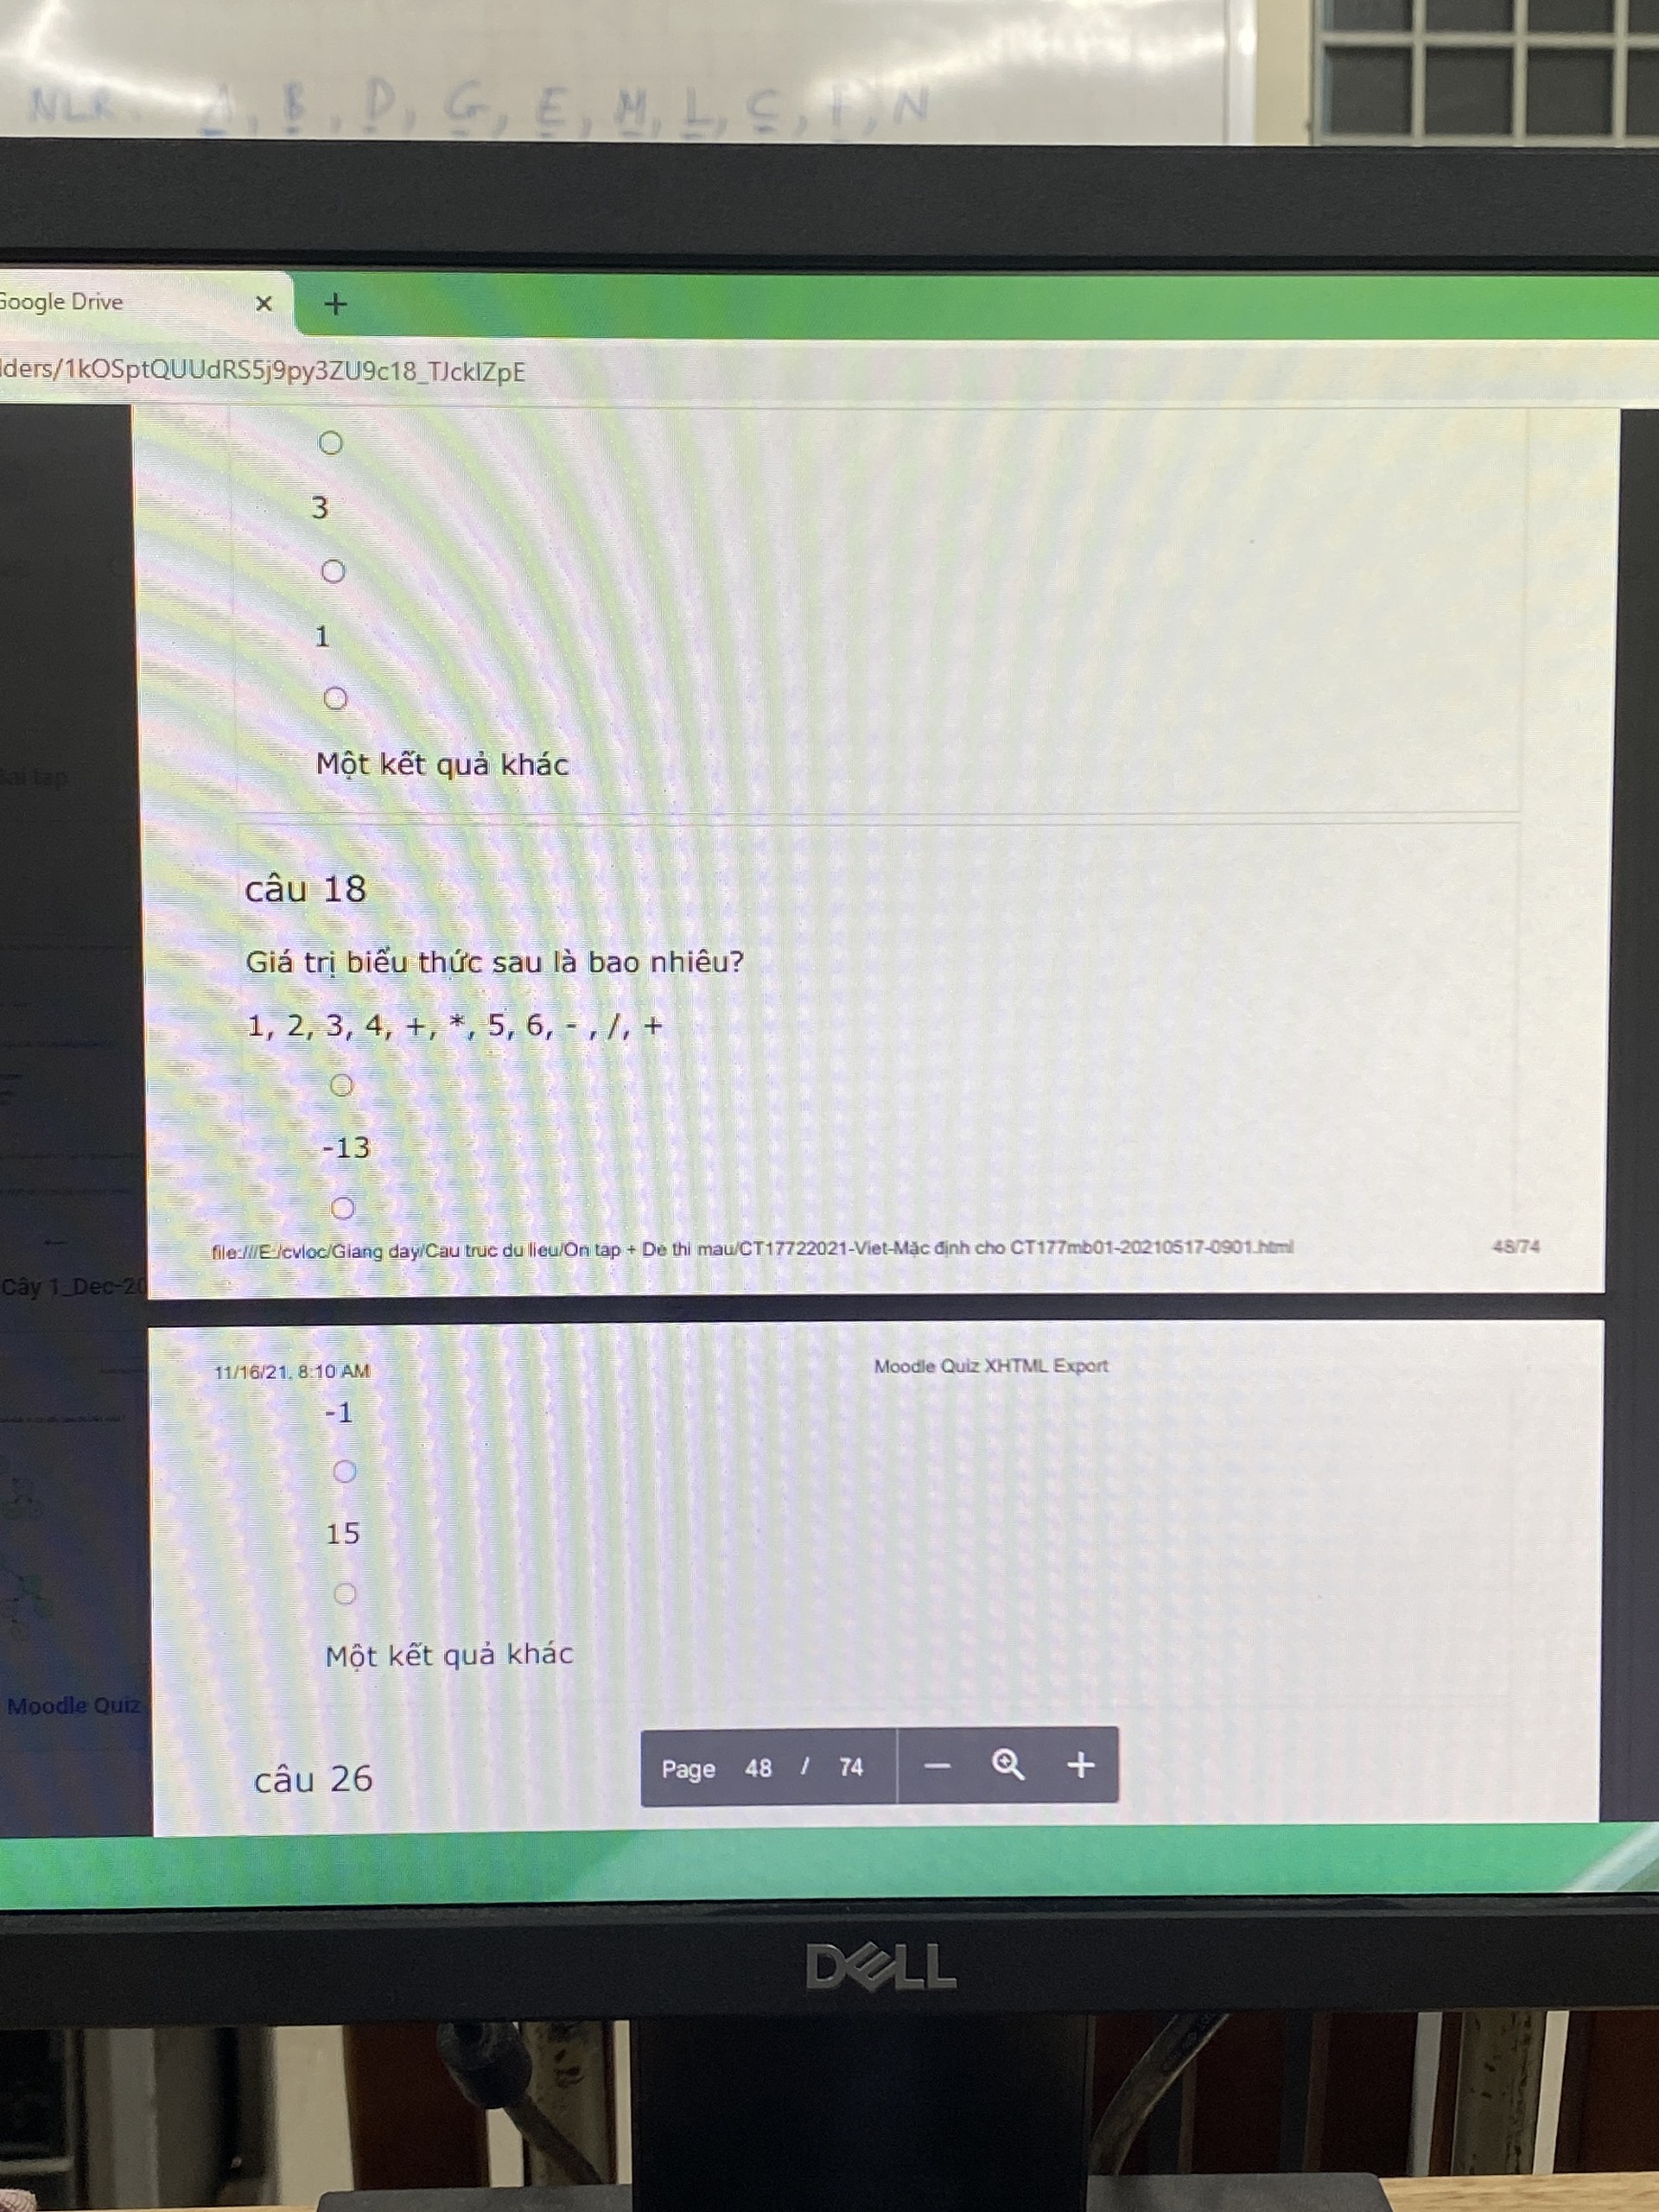 NLR. A, B, D, G, E, M, L, C, I, N
Google Drive
lders/1kOSptQUUdRS5j9py3ZU9c18_TJckIZpE
3
1
Một kết quả khác
Bai tap
câu 18
Giá trị biểu thức sau là bao nhiêu?
1, 2, 3, 4, +, *, 5, 6, - , /, +
-13
file:///E:/cvloc/Giang day/Cau truc du lieu/On tap + De thi mau/CT17722021-Viet-Mặc định cho CT177mb01-20210517-0901.html 48/74
Cây 1_Dec-20
11/16/21, 8:10 AM Moodle Quiz XHTML Export
-1
15
Một kết quả khác
Moodle Quiz
câu 26
Page 48 / 74
DELL